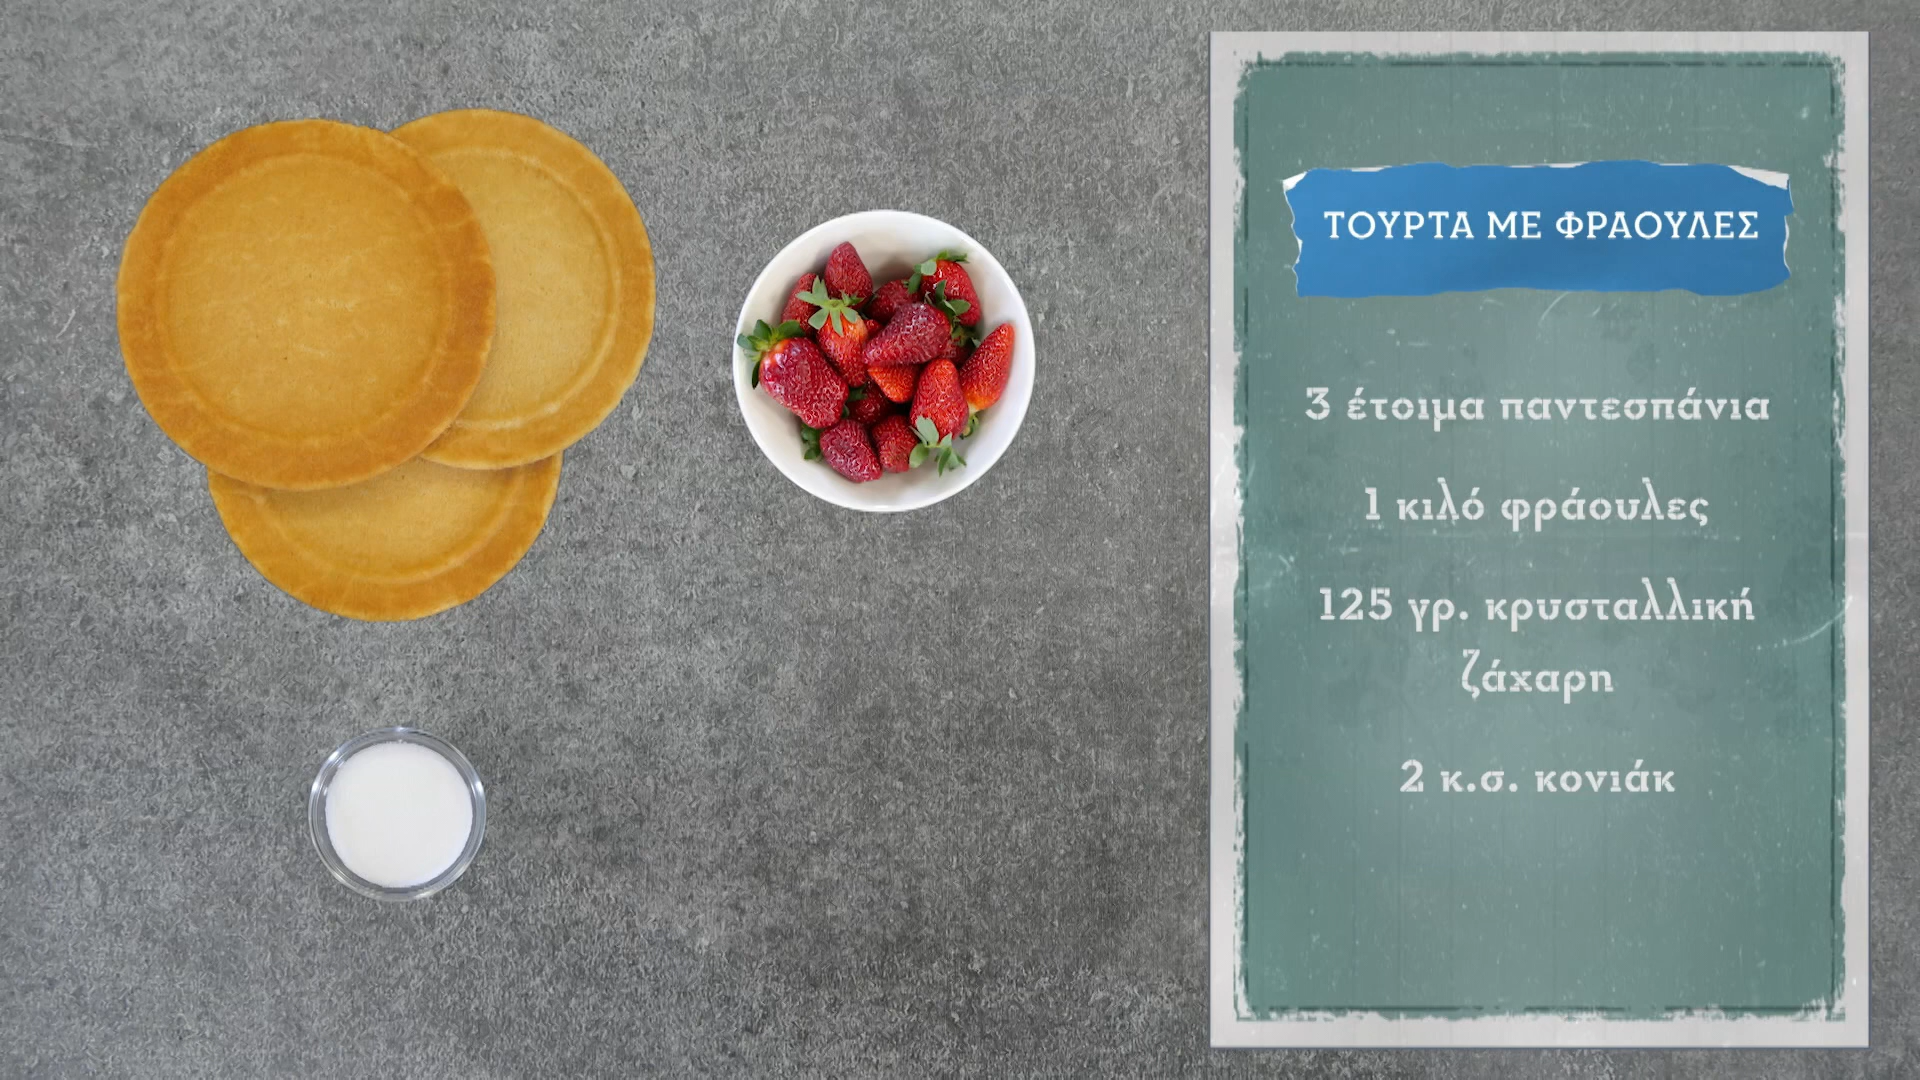 ΤΟΥΡΤΑ ΜΕ ΦΡΑΟΥΛΕΣ
3 έτοιμα παντεσπάνια
1 κιλό φράουλες
125 γρ. κρυσταλλική
ζάχαρη
2 κ.σ. κονιάκ